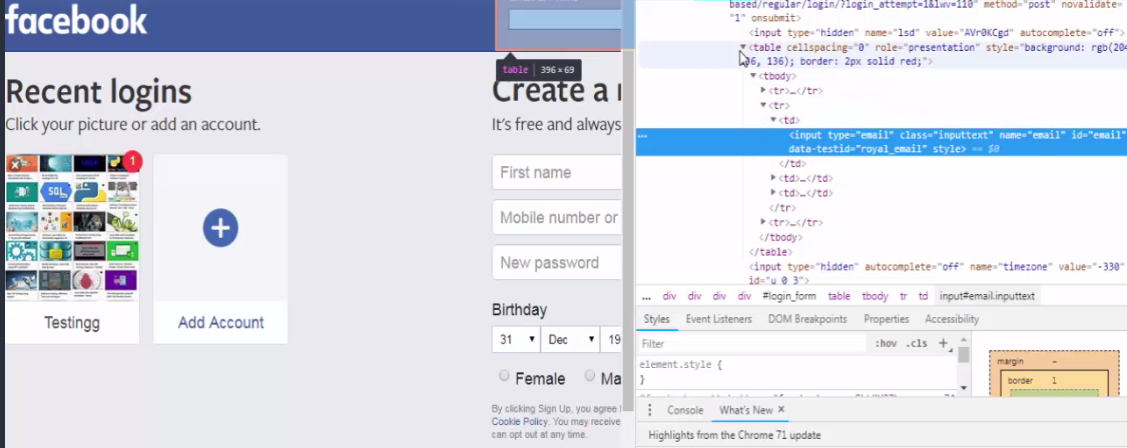 facebook
table 396 × 69
Recent logins
Click your picture or add an account.
1
SQL
Testingg
Add Account
Create a
It's free and always
First name
Mobile number or
New password
Birthday
31 Dec 19
Female Ma
By clicking Sign Up, you agree
Cookie Policy. You may receive
can opt out at any time.
based/regular/login/?login_attempt=1&lwv=110" method="post" novalidate=
"1" onsubmit>
<input type="hidden" name="lsd" value="AVr0KCgd" autocomplete="off">
▼<table cellspacing="0" role="presentation" style="background: rgb(204
36, 136); border: 2px solid red;">
▼<tbody>
▶<tr>…</tr>
▼<tr>
▼<td>
<input type="email" class="inputtext" name="email" id="email"
data-testid="royal_email" style> == $0
</td>
▶<td>…</td>
▶<td>…</td>
</tr>
▶<tr>…</tr>
</tbody>
</table>
<input type="hidden" autocomplete="off" name="timezone" value="-330"
id="u_0_3">
... div div div div #login_form table tbody tr td input#email.inputtext
Styles Event Listeners DOM Breakpoints Properties Accessibility
Filter :hov .cls +
element.style {
}
margin –
border 1
Console What's New ×
Highlights from the Chrome 71 update